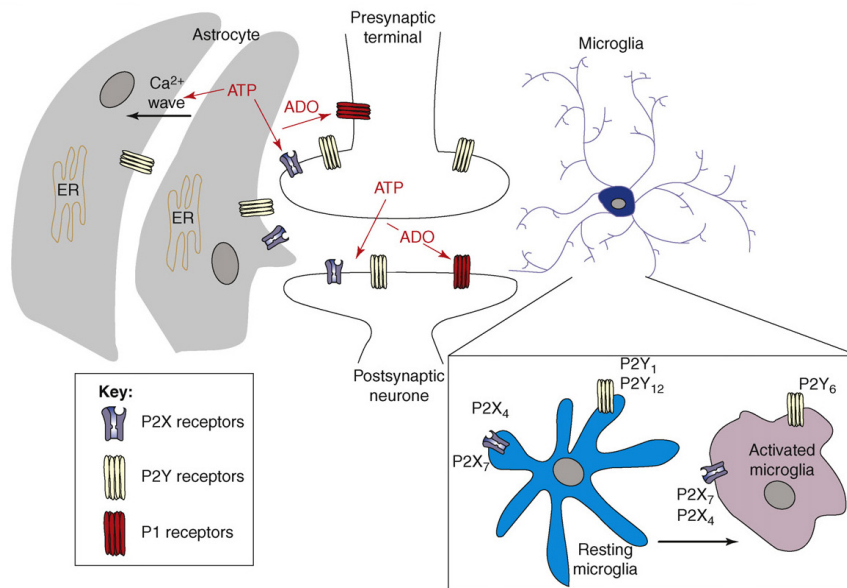 Astrocyte
Presynaptic
terminal
Microglia
Ca²⁺
wave
ATP
ADO
ER
ER
ATP
ADO
Postsynaptic
neurone
Key:
P2X receptors
P2Y receptors
P1 receptors
P2Y₁
P2Y₁₂
P2X₄
P2X₇
Resting
microglia
P2Y₆
Activated
microglia
P2X₇
P2X₄